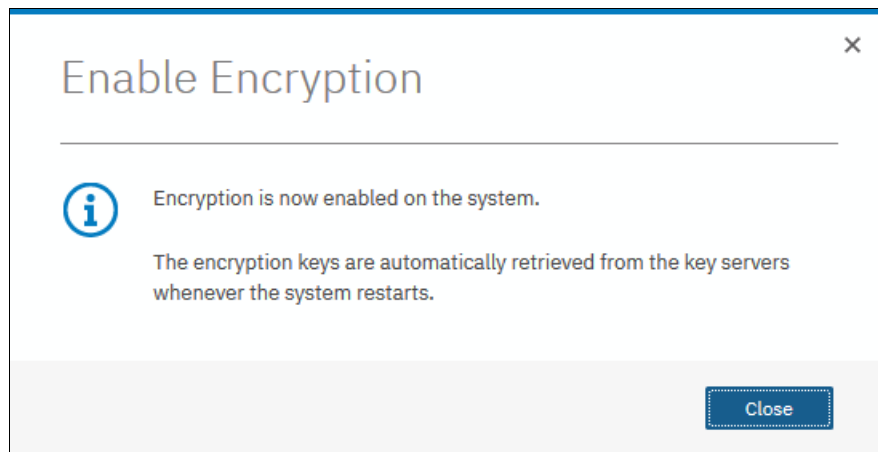 Enable Encryption
Encryption is now enabled on the system.
The encryption keys are automatically retrieved from the key servers
whenever the system restarts.
Close